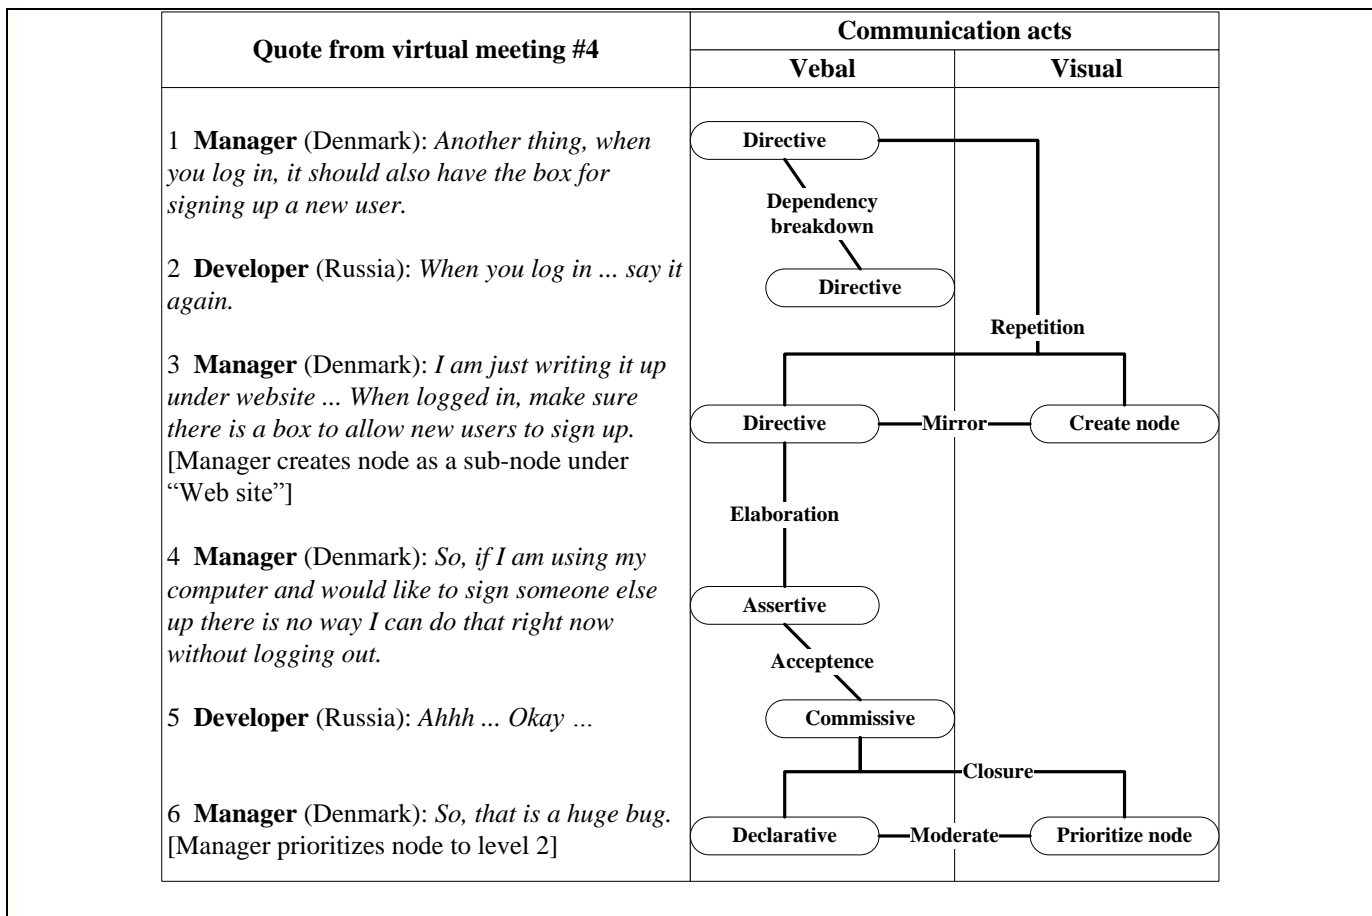 Quote from virtual meeting #4
Communication acts
Vebal
Visual
1 Manager (Denmark): Another thing, when
you log in, it should also have the box for
signing up a new user.
2 Developer (Russia): When you log in ... say it
again.
3 Manager (Denmark): I am just writing it up
under website ... When logged in, make sure
there is a box to allow new users to sign up.
[Manager creates node as a sub-node under
“Web site”]
4 Manager (Denmark): So, if I am using my
computer and would like to sign someone else
up there is no way I can do that right now
without logging out.
5 Developer (Russia): Ahhh ... Okay …
6 Manager (Denmark): So, that is a huge bug.
[Manager prioritizes node to level 2]
Directive
Dependency
breakdown
Directive
Repetition
Directive
Mirror
Create node
Elaboration
Assertive
Acceptence
Commissive
Closure
Declarative
Moderate
Prioritize node